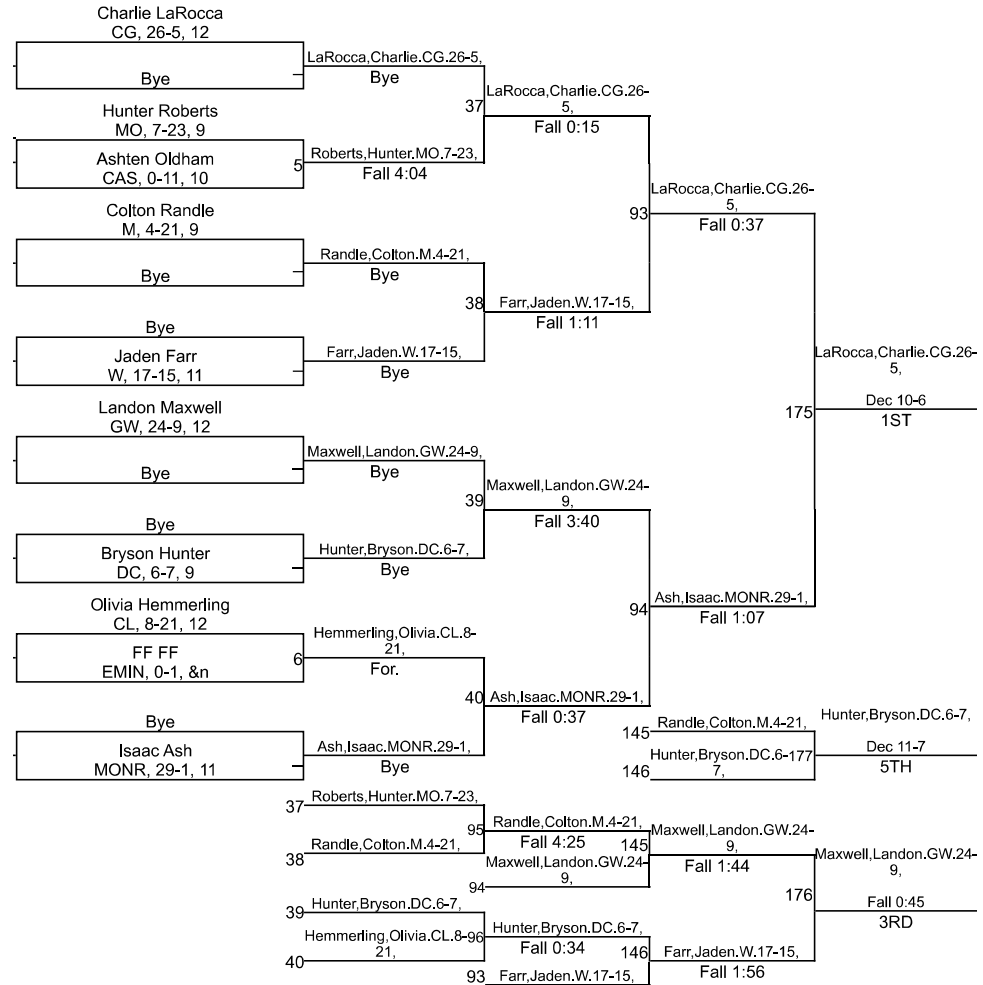 Charlie LaRocca
CG, 26-5, 12
Bye
LaRocca,Charlie.CG.26-5,
Bye
37
Hunter Roberts
MO, 7-23, 9
Ashten Oldham
CAS, 0-11, 10
5
Roberts,Hunter.MO.7-23,
Fall 4:04
LaRocca,Charlie.CG.26-
5,
Fall 0:15
93
Colton Randle
M, 4-21, 9
Bye
Randle,Colton.M.4-21,
Bye
38
Bye
Jaden Farr
W, 17-15, 11
Farr,Jaden.W.17-15,
Bye
Farr,Jaden.W.17-15,
Fall 1:11
LaRocca,Charlie.CG.26-
5,
Fall 0:37
175
LaRocca,Charlie.CG.26-
5,
Dec 10-6
1ST
Landon Maxwell
GW, 24-9, 12
Bye
Maxwell,Landon.GW.24-9,
Bye
39
Bye
Bryson Hunter
DC, 6-7, 9
Hunter,Bryson.DC.6-7,
Bye
Maxwell,Landon.GW.24-
9,
Fall 3:40
94
Olivia Hemmerling
CL, 8-21, 12
FF FF
EMIN, 0-1, &n
6
Hemmerling,Olivia.CL.8-
21,
For.
40
Bye
Isaac Ash
MONR, 29-1, 11
Ash,Isaac.MONR.29-1,
Bye
Ash,Isaac.MONR.29-1,
Fall 0:37
Ash,Isaac.MONR.29-1,
Fall 1:07
145
Randle,Colton.M.4-21,
146
Hunter,Bryson.DC.6-
7,
177
Hunter,Bryson.DC.6-7,
Dec 11-7
5TH
37
Roberts,Hunter.MO.7-23,
38
Randle,Colton.M.4-21,
95
Randle,Colton.M.4-21,
Fall 4:25
94
Maxwell,Landon.GW.24-
9,
145
Maxwell,Landon.GW.24-
9,
Fall 1:44
39
Hunter,Bryson.DC.6-7,
40
Hemmerling,Olivia.CL.8-
21,
96
Hunter,Bryson.DC.6-7,
Fall 0:34
93
Farr,Jaden.W.17-15,
146
Farr,Jaden.W.17-15,
Fall 1:56
176
Maxwell,Landon.GW.24-
9,
Fall 0:45
3RD